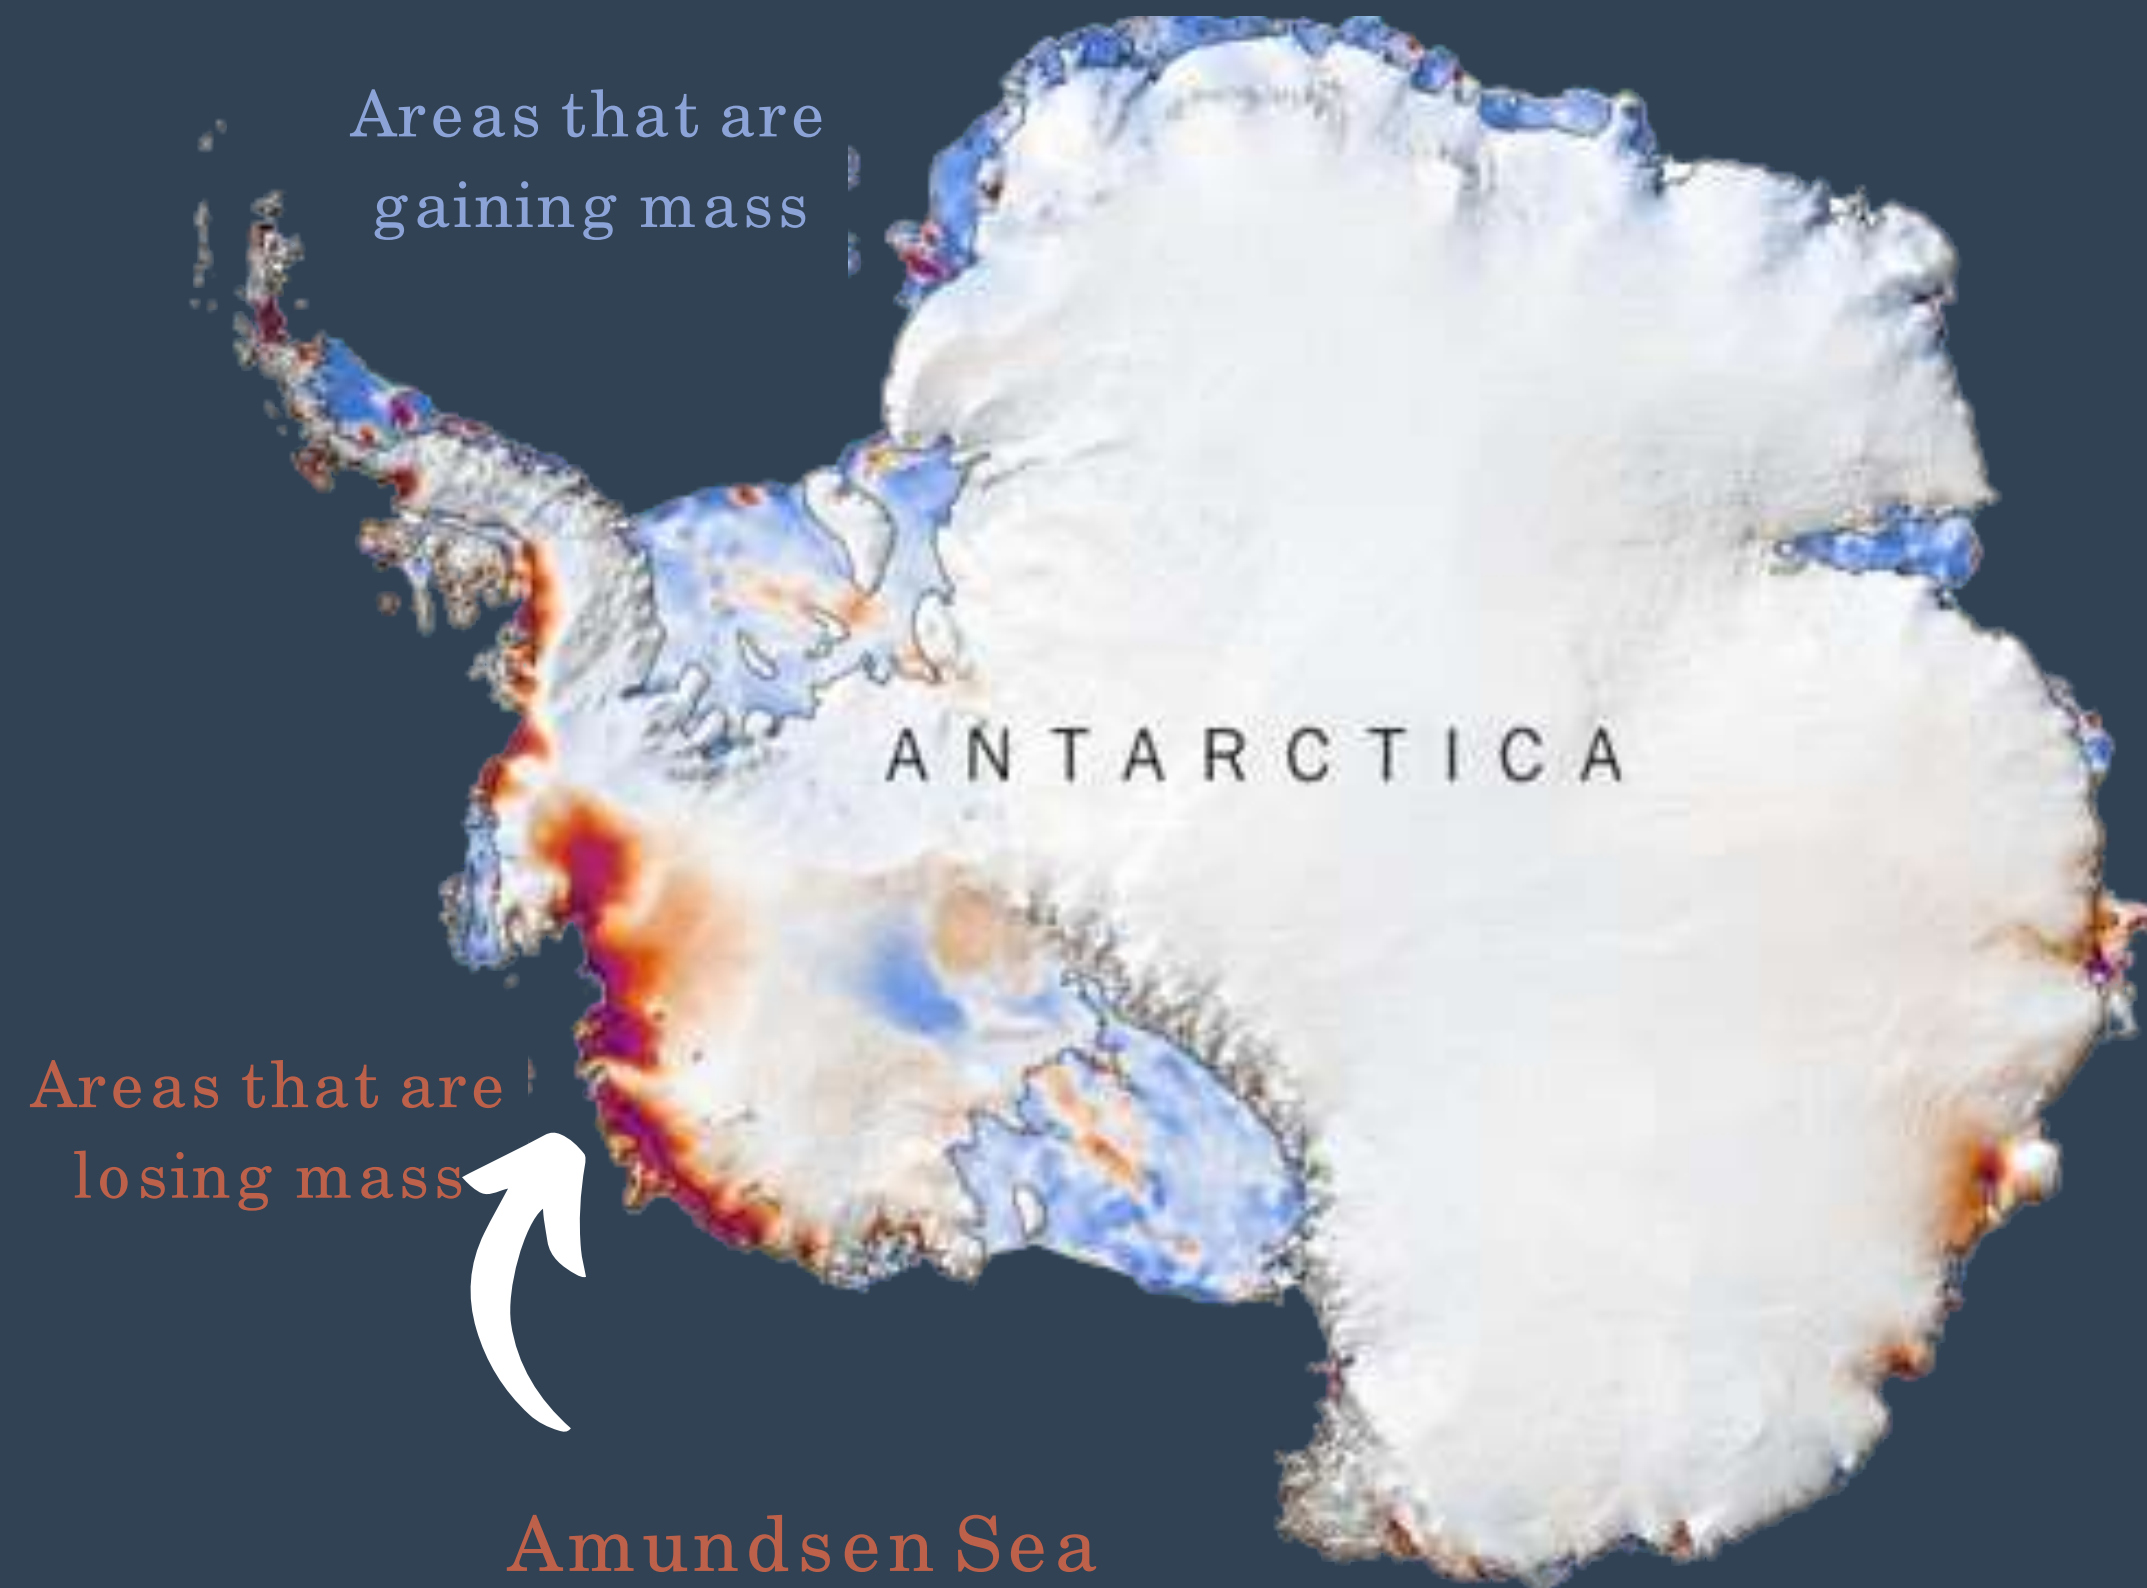 Areas that are
gaining mass
ANTARCTICA
Areas that are
losing mass
Amundsen Sea